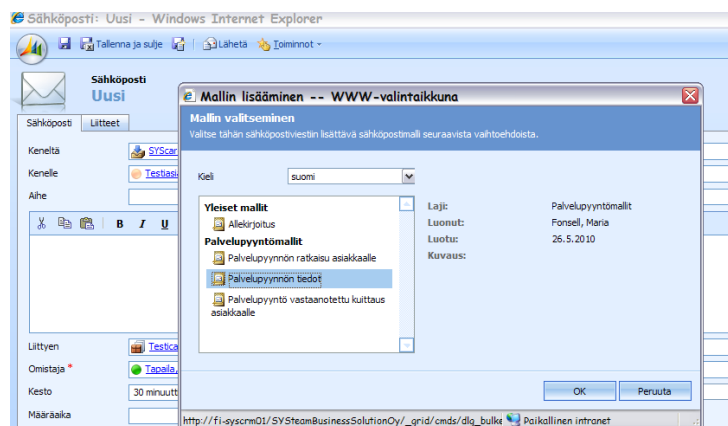 Sähköposti: Uusi - Windows Internet Explorer
Tallenna ja sulje Lähetä Toiminnot
Sähköposti
Uusi
Sähköposti Liitteet
Keneltä SYScar
Kenelle Testiasia
Aihe
B I U
Liittyen Testica
Omistaja * Tapaila,
Kesto 30 minuutt
Määräaika
Mallin lisääminen -- WWW-valintaikkuna
Mallin valitseminen
Valitse tähän sähköpostiviestiin lisättävä sähköpostimalli seuraavista vaihtoehdoista.
Kieli suomi
Yleiset mallit
Allekirjoitus
Palvelupyyntömallit
Palvelupyynnön ratkaisu asiakkaalle
Palvelupyynnön tiedot
Palvelupyyntö vastaanotettu kuittaus
asiakkaalle
Laji: Palvelupyyntömallit
Luonut: Fonsell, Maria
Luotu: 26.5.2010
Kuvaus:
OK Peruuta
http://fi-syscrm01/SYSteamBusinessSolutionOy/_grid/cmds/dlg_bulke Paikallinen intranet